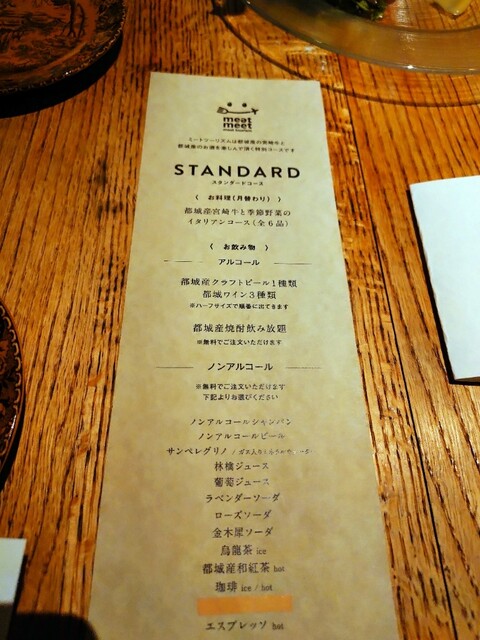 meat
meet
meat tourism
ミートツーリズムは都城産の宮崎牛と
都城産のお酒を楽しんで頂く特別コースです
STANDARD
スタンダードコース
〈 お料理(月替わり) 〉
都城産宮崎牛と季節野菜の
イタリアンコース(全6品)
〈 お飲み物 〉
アルコール
都城産クラフトビール1種類
都城ワイン3種類
※ハーフサイズで順番に出てきます
都城産焼酎飲み放題
※無料でご注文いただけます
ノンアルコール
※無料でご注文いただけます
下記よりお選びください
ノンアルコールシャンパン
ノンアルコールビール
サンペレグリノ /
林檎ジュース
葡萄ジュース
ラベンダーソーダ
ローズソーダ
金木犀ソーダ
烏龍茶 ice
都城産和紅茶 hot
珈琲 ice / hot
エスプレッソ hot